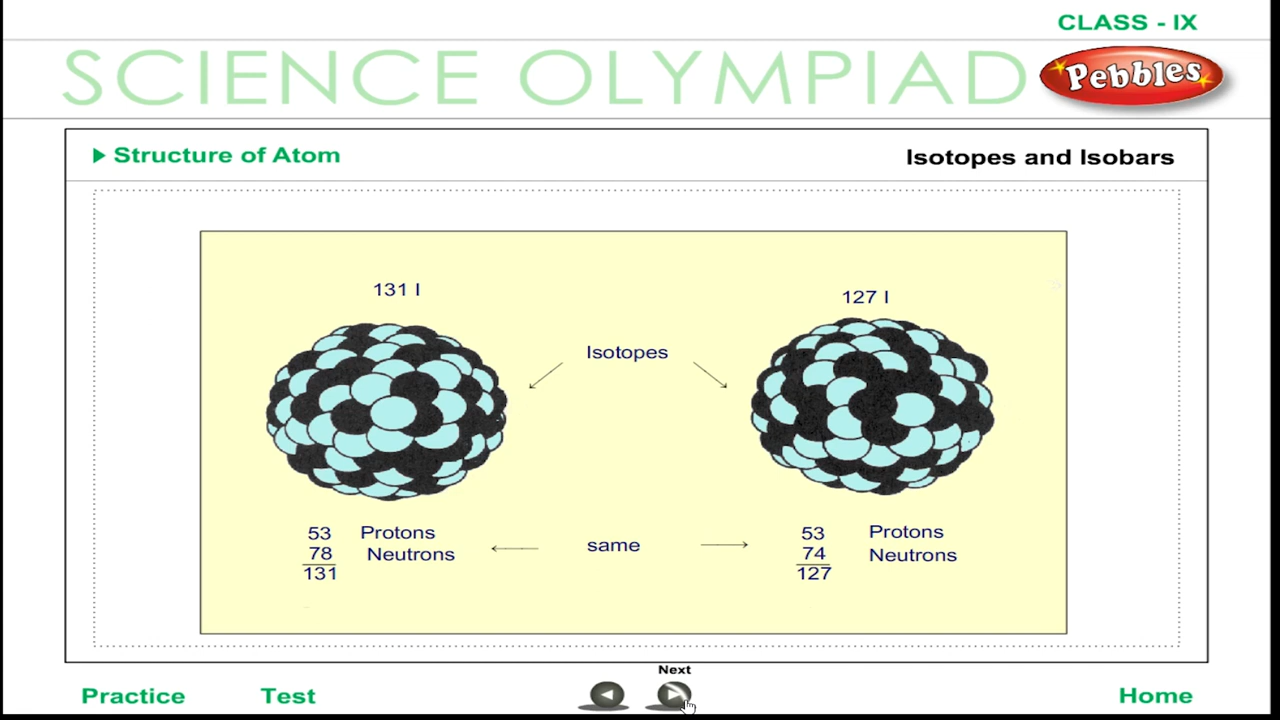 CLASS - IX
SCIENCE OLYMPIAD
Pebbles
Structure of Atom
Isotopes and Isobars
131 I
127 I
Isotopes
53 Protons
78 Neutrons
131
same
53 Protons
74 Neutrons
127
Next
Practice
Test
Home